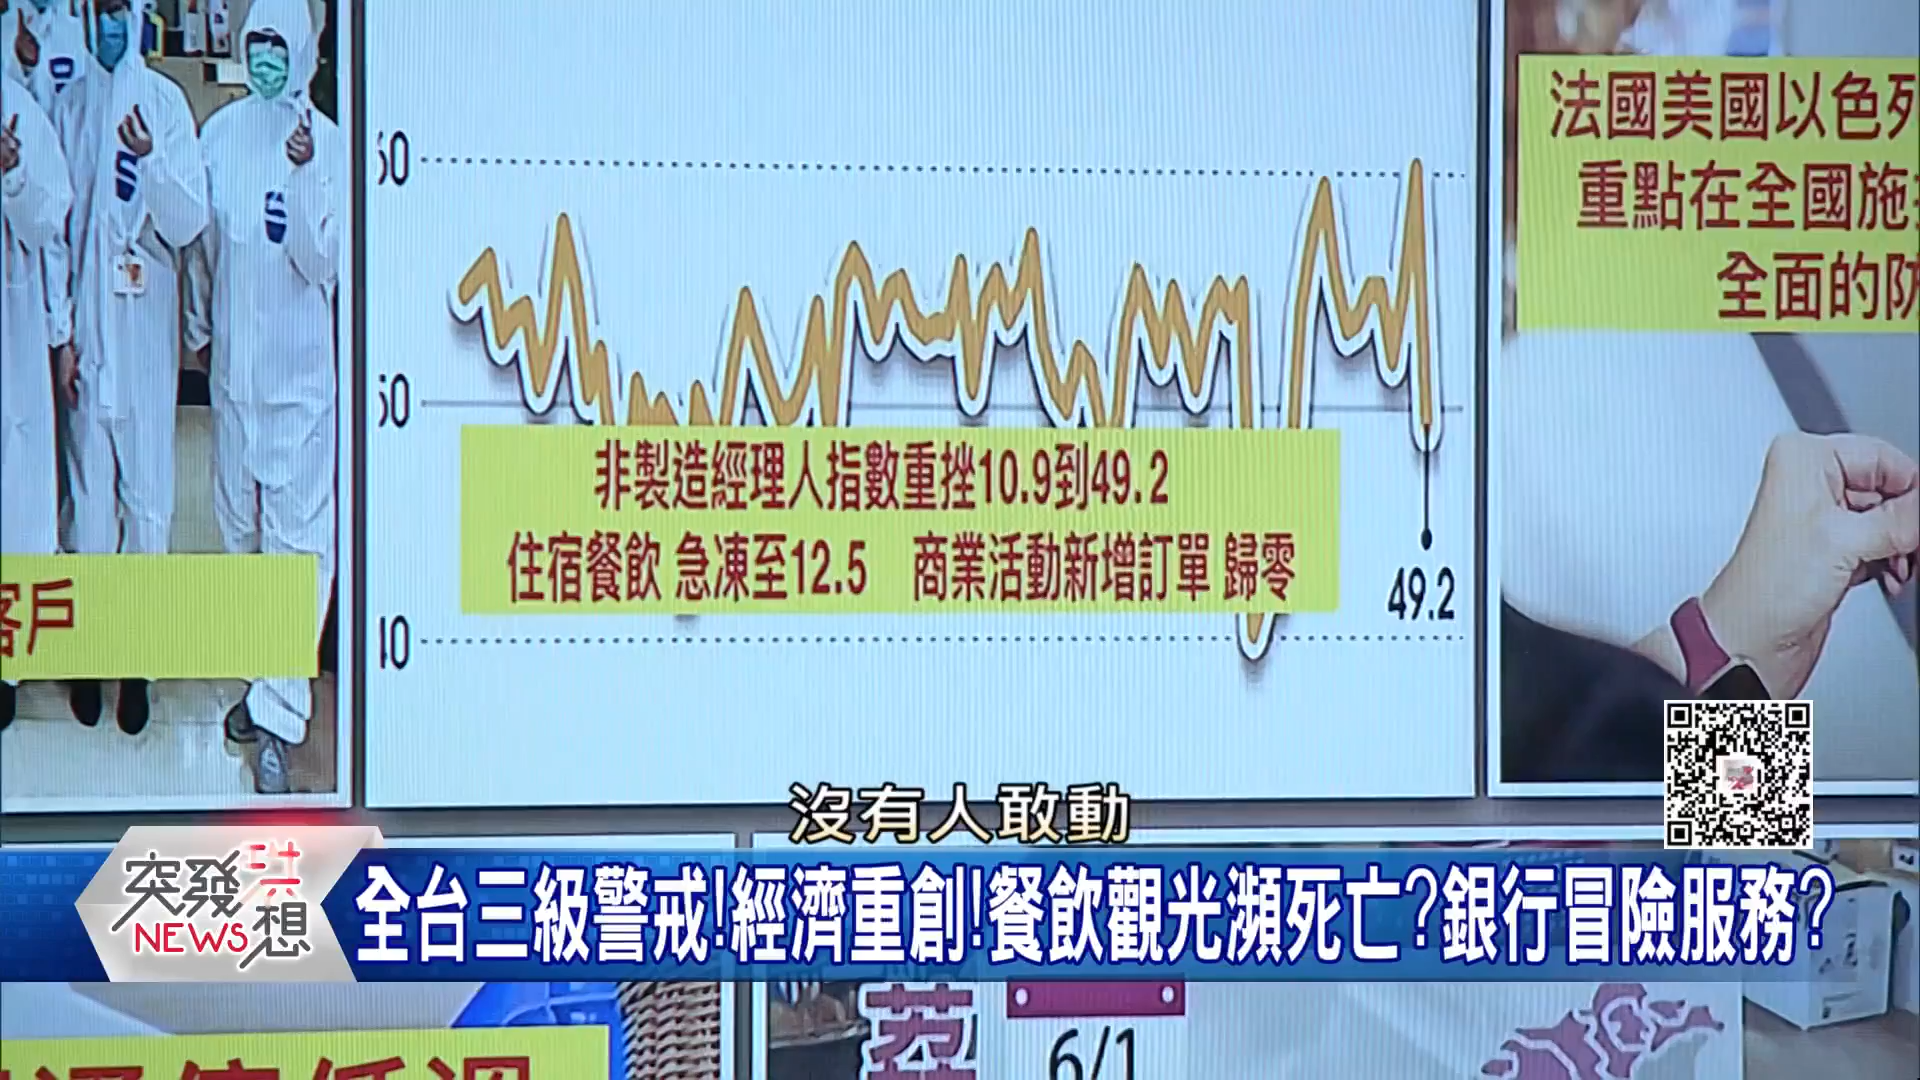 法國美國以色列
重點在全國施
全面的防
60
50
40
非製造經理人指數重挫10.9到49.2
住宿餐飲 急凍至12.5 商業活動新增訂單 歸零
49.2
客戶
沒有人敢動
突發洪想
NEWS
全台三級警戒!經濟重創!餐飲觀光瀕死亡?銀行冒險服務?
6/1